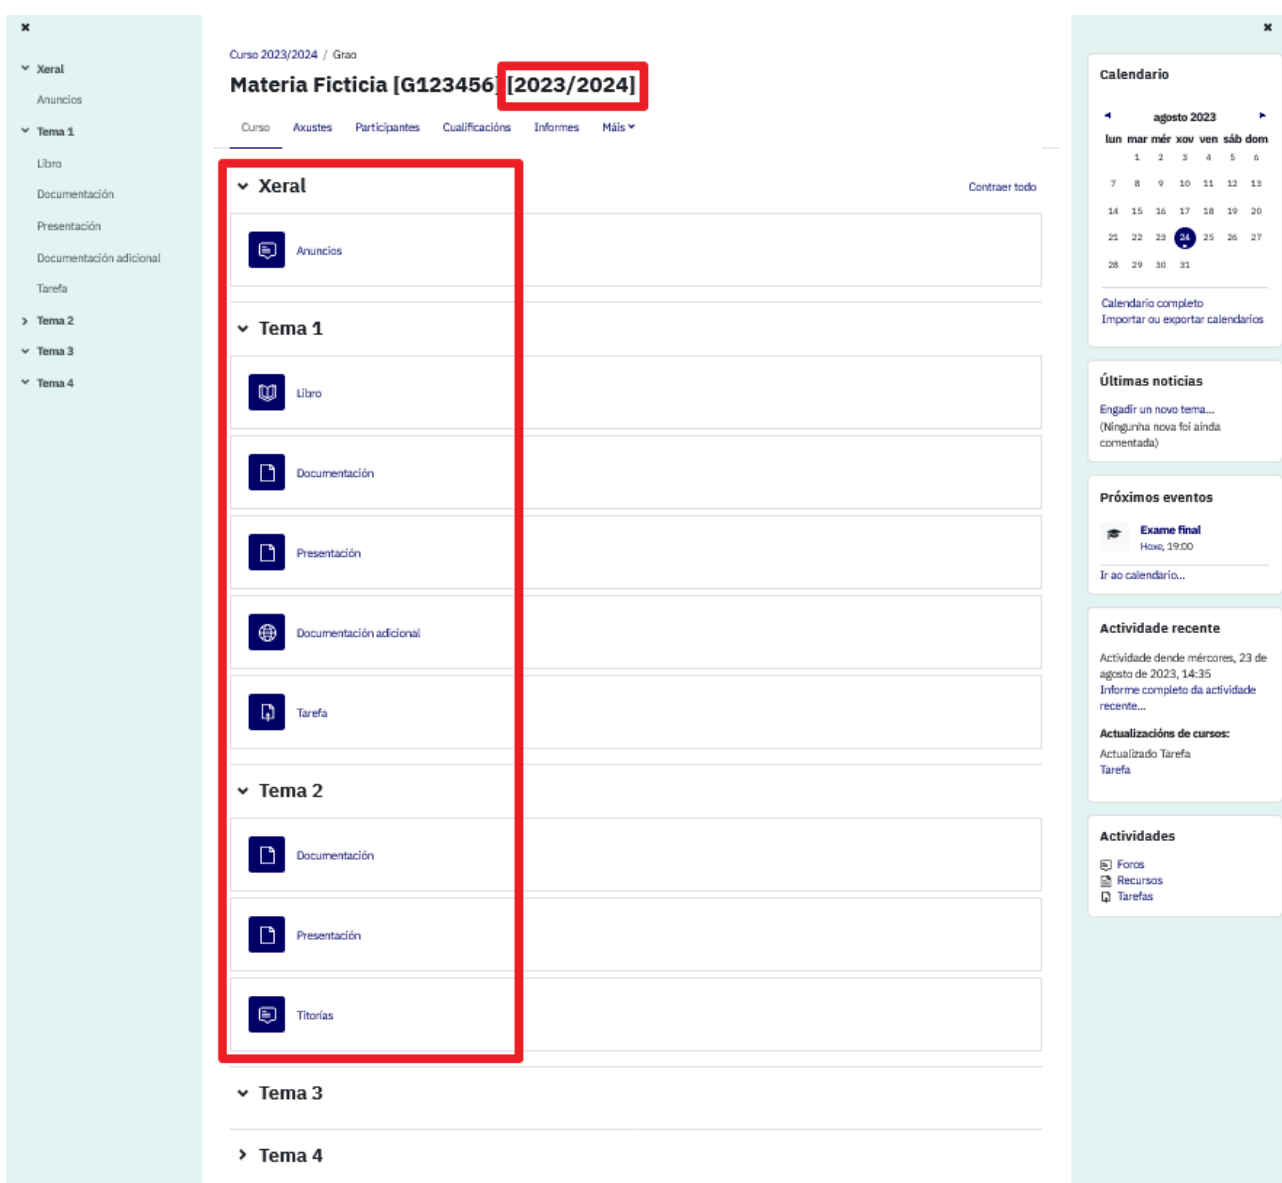 Xeral
Anuncios
Tema 1
Libro
Documentación
Presentación
Documentación adicional
Tarefa
Tema 2
Tema 3
Tema 4
Curso 2023/2024 / Grao
Materia Ficticia [G123456] [2023/2024]
Curso Axustes Participantes Cualificacións Informes Máis
Xeral
Contraer todo
Anuncios
Tema 1
Libro
Documentación
Presentación
Documentación adicional
Tarefa
Tema 2
Documentación
Presentación
Titorías
Tema 3
Tema 4
Calendario
agosto 2023
lun mar mér xov ven sáb dom
1 2 3 4 5 6
7 8 9 10 11 12 13
14 15 16 17 18 19 20
21 22 23 24 25 26 27
28 29 30 31
Calendario completo
Importar ou exportar calendarios
Últimas noticias
Engadir un novo tema...
(Ningunha nova foi aínda
comentada)
Próximos eventos
Exame final
Hoxe, 19:00
Ir ao calendario...
Actividade recente
Actividade dende mércores, 23 de
agosto de 2023, 14:35
Informe completo da actividade
recente...
Actualizacións de cursos:
Actualizado Tarefa
Tarefa
Actividades
Foros
Recursos
Tarefas